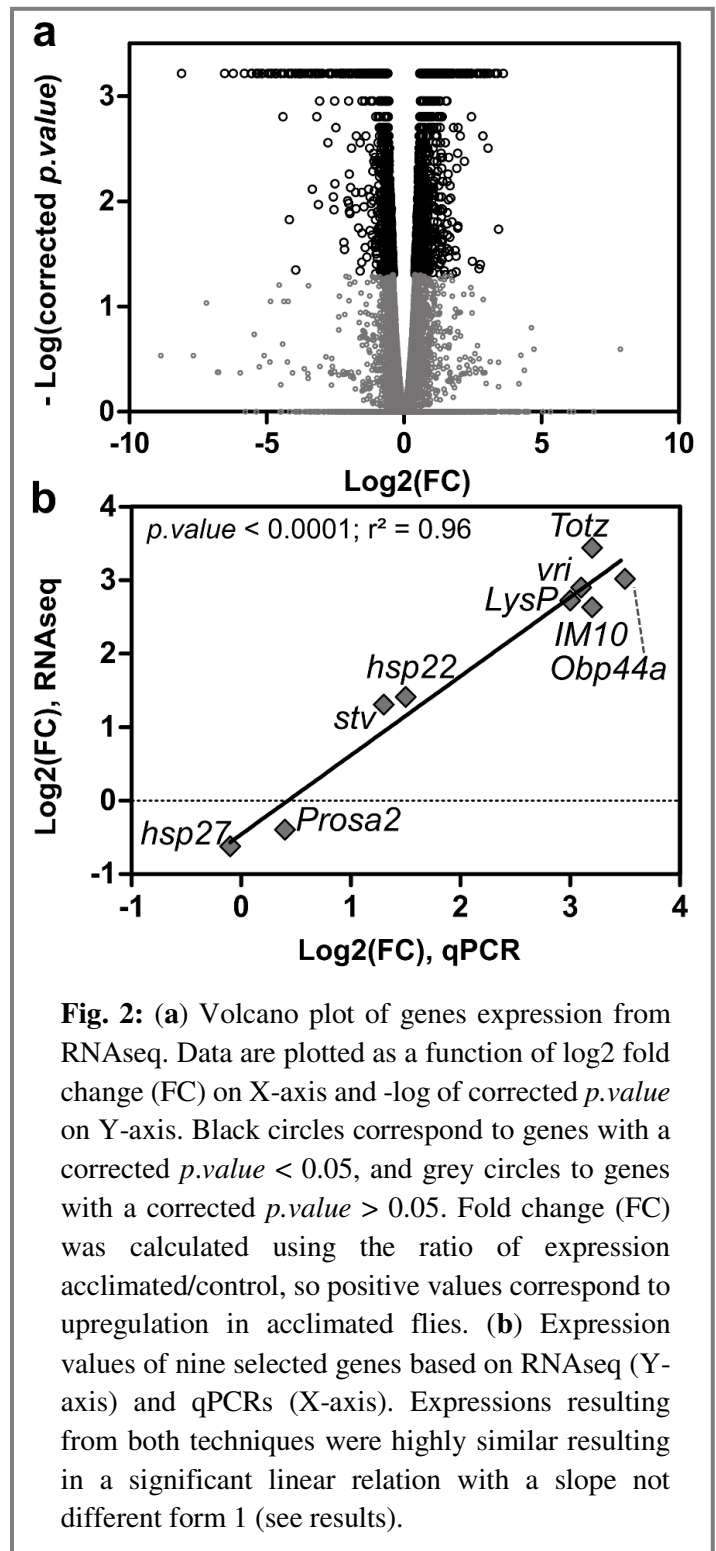 a
- Log(corrected p.value)
3
2
1
0
-10 -5 0 5 10
Log2(FC)
b
Log2(FC), RNAseq
4
3
2
1
0
-1
p.value < 0.0001; r² = 0.96
Totz
vri
LysP
IM10
Obp44a
hsp22
stv
hsp27
Prosa2
-1 0 1 2 3 4
Log2(FC), qPCR
Fig. 2: (a) Volcano plot of genes expression from
RNAseq. Data are plotted as a function of log2 fold
change (FC) on X-axis and -log of corrected p.value
on Y-axis. Black circles correspond to genes with a
corrected p.value < 0.05, and grey circles to genes
with a corrected p.value > 0.05. Fold change (FC)
was calculated using the ratio of expression
acclimated/control, so positive values correspond to
upregulation in acclimated flies. (b) Expression
values of nine selected genes based on RNAseq (Y-
axis) and qPCRs (X-axis). Expressions resulting
from both techniques were highly similar resulting
in a significant linear relation with a slope not
different form 1 (see results).